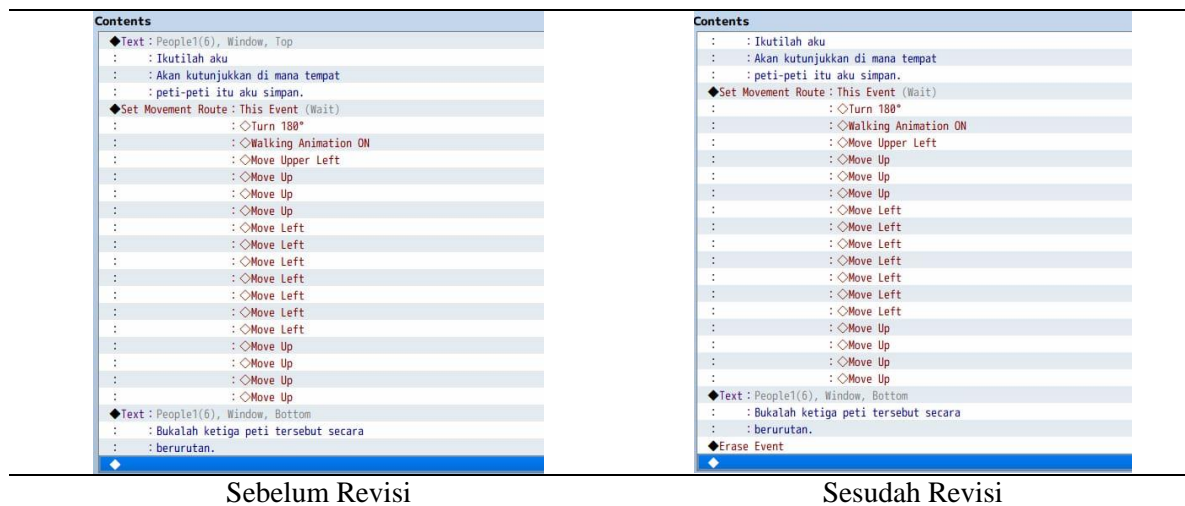 Contents
◆Text : People1(6), Window, Top
: : Ikutilah aku
: : Akan kutunjukkan di mana tempat
: : peti-peti itu aku simpan.
◆Set Movement Route : This Event (Wait)
: : ◇Turn 180°
: : ◇Walking Animation ON
: : ◇Move Upper Left
: : ◇Move Up
: : ◇Move Up
: : ◇Move Up
: : ◇Move Left
: : ◇Move Left
: : ◇Move Left
: : ◇Move Left
: : ◇Move Left
: : ◇Move Left
: : ◇Move Left
: : ◇Move Up
: : ◇Move Up
: : ◇Move Up
: : ◇Move Up
◆Text : People1(6), Window, Bottom
: : Bukalah ketiga peti tersebut secara
: : berurutan.
◆
Sebelum Revisi
Contents
: : Ikutilah aku
: : Akan kutunjukkan di mana tempat
: : peti-peti itu aku simpan.
◆Set Movement Route : This Event (Wait)
: : ◇Turn 180°
: : ◇Walking Animation ON
: : ◇Move Upper Left
: : ◇Move Up
: : ◇Move Up
: : ◇Move Up
: : ◇Move Left
: : ◇Move Left
: : ◇Move Left
: : ◇Move Left
: : ◇Move Left
: : ◇Move Left
: : ◇Move Left
: : ◇Move Up
: : ◇Move Up
: : ◇Move Up
: : ◇Move Up
◆Text : People1(6), Window, Bottom
: : Bukalah ketiga peti tersebut secara
: : berurutan.
◆Erase Event
◆
Sesudah Revisi